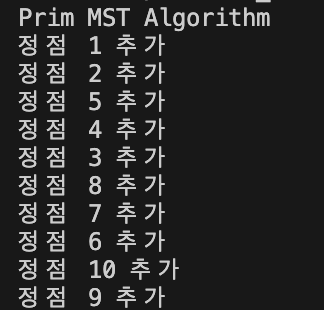 Prim MST Algorithm
정점 1 추가
정점 2 추가
정점 5 추가
정점 4 추가
정점 3 추가
정점 8 추가
정점 7 추가
정점 6 추가
정점 10 추가
정점 9 추가